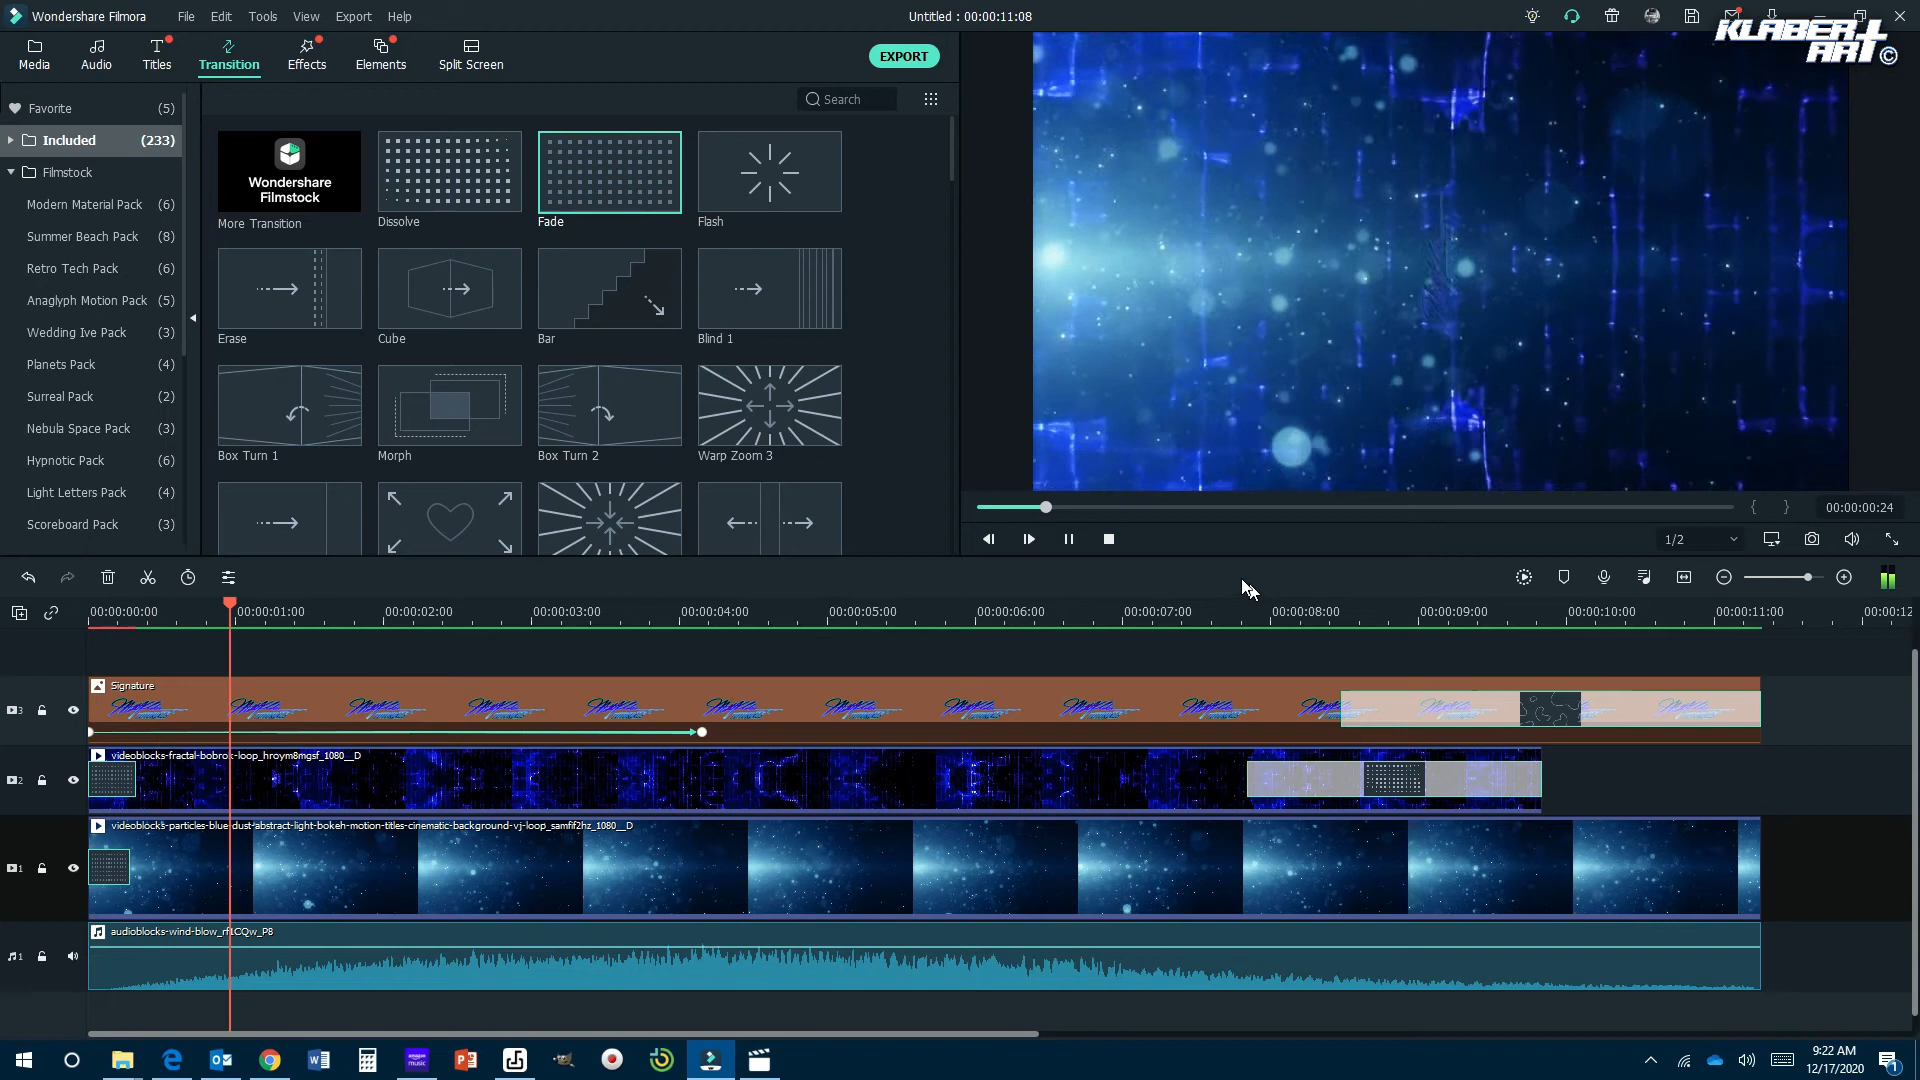 Wondershare Filmora
File Edit Tools View Export Help
Untitled : 00:00:11:08
KLABER ART ©
Media Audio Titles Transition Effects Elements Split Screen
EXPORT
Favorite (5)
Included (233)
Filmstock
Modern Material Pack (6)
Summer Beach Pack (8)
Retro Tech Pack (6)
Anaglyph Motion Pack (5)
Wedding Ive Pack (3)
Planets Pack (4)
Surreal Pack (2)
Nebula Space Pack (3)
Hypnotic Pack (6)
Light Letters Pack (4)
Scoreboard Pack (3)
Search
Wondershare
Filmstock
More Transition Dissolve Fade Flash
Erase Cube Bar Blind 1
Box Turn 1 Morph Box Turn 2 Warp Zoom 3
{ } 00:00:00:24
1/2
00:00:00:00 00:00:01:00 00:00:02:00 00:00:03:00 00:00:04:00 00:00:05:00 00:00:06:00 00:00:07:00 00:00:08:00 00:00:09:00 00:00:10:00 00:00:11:00 00:00:12
Signature
3
videoblocks-fractal-bobrok-loop_hroym8mgsf_1080__D
2
videoblocks-particles-blue-dust-abstract-light-bokeh-motion-titles-cinematic-background-vj-loop_samfif2hz_1080__D
1
audioblocks-wind-blow_rf1CQw_P8
1
amazon
music
9:22 AM
12/17/2020
1